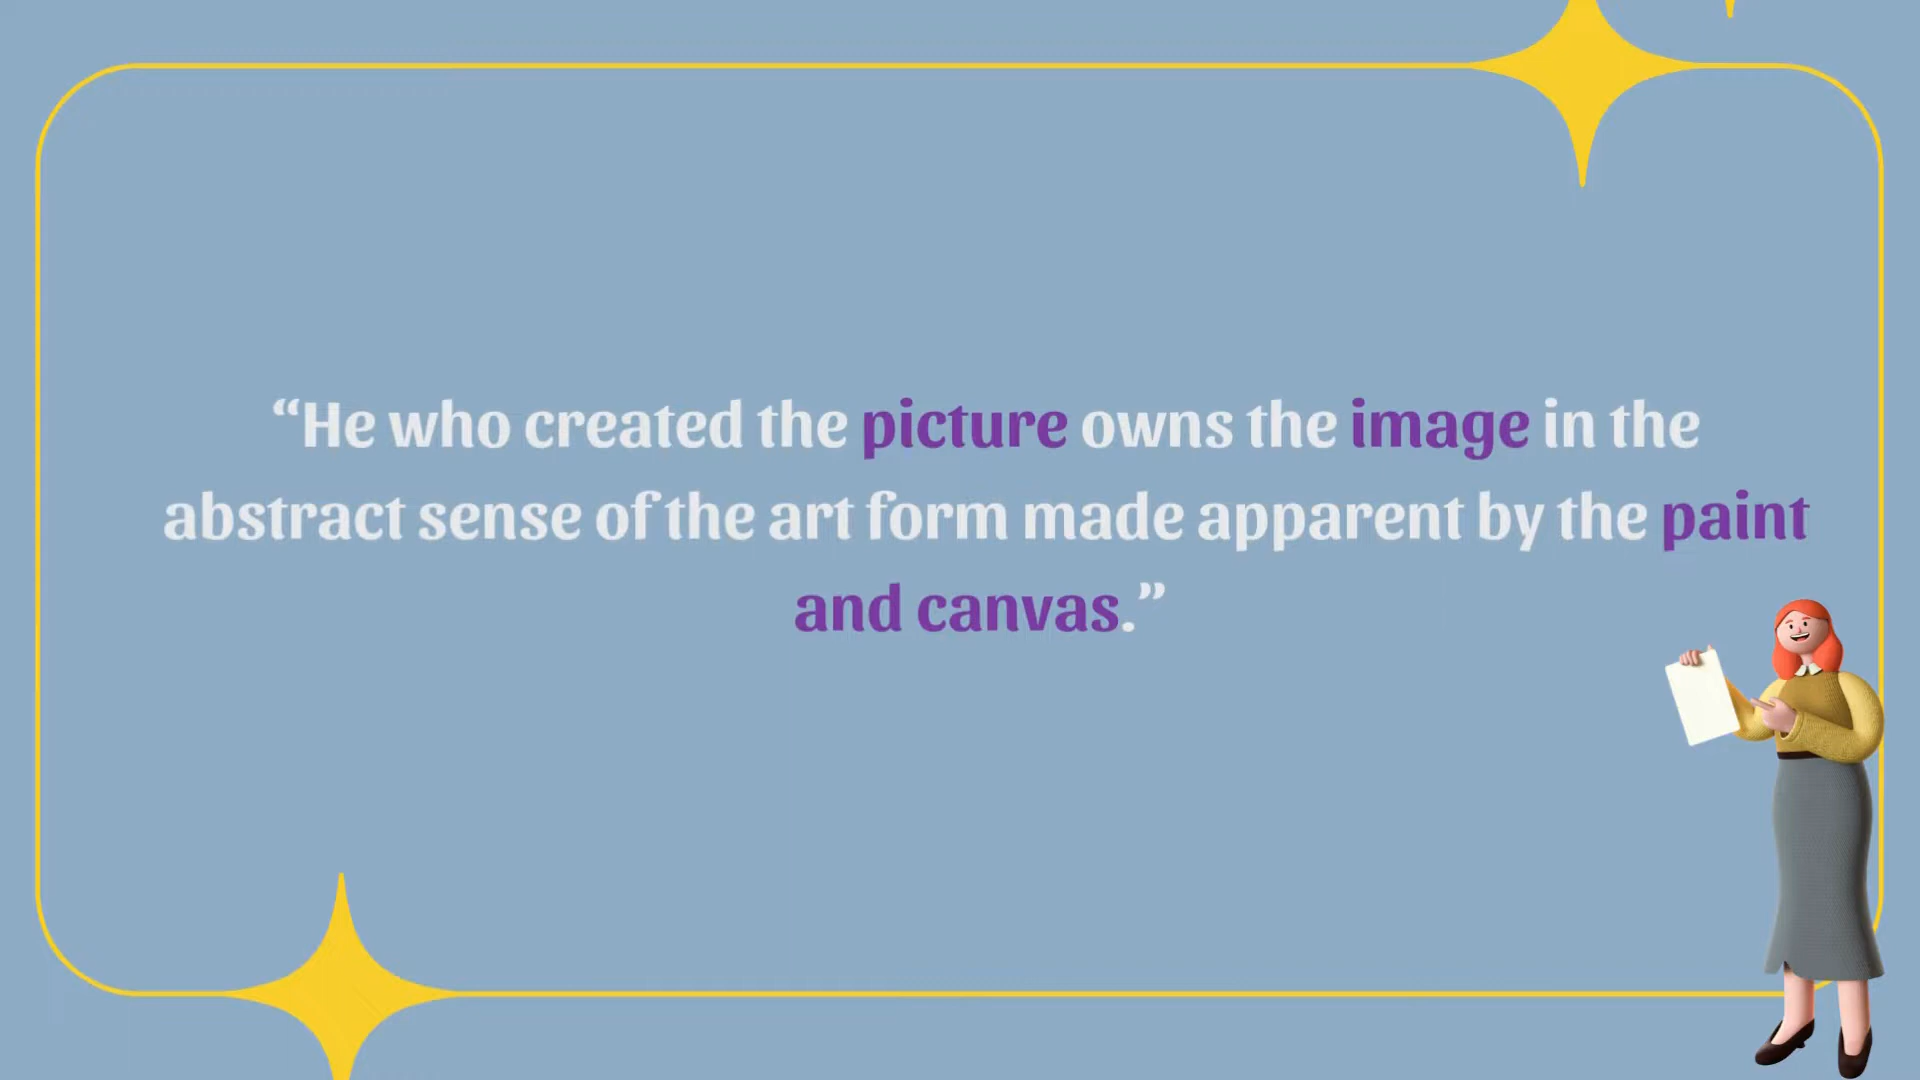 “He who created the picture owns the image in the
abstract sense of the art form made apparent by the paint
and canvas.”